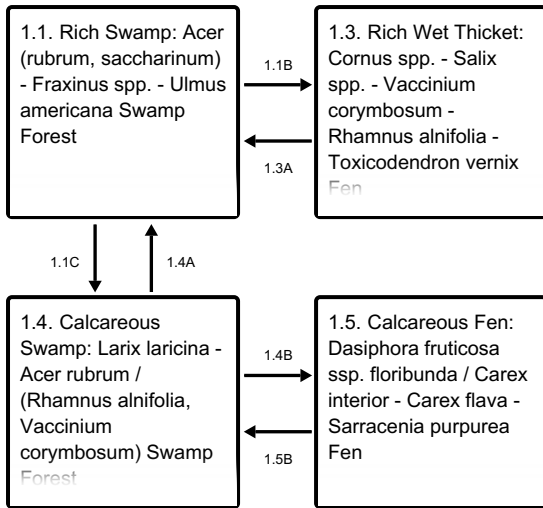 1.1. Rich Swamp: Acer
(rubrum, saccharinum)
- Fraxinus spp. - Ulmus
americana Swamp
Forest
1.1B
1.3A
1.3. Rich Wet Thicket:
Cornus spp. - Salix
spp. - Vaccinium
corymbosum -
Rhamnus alnifolia -
Toxicodendron vernix
Fen
1.1C
1.4A
1.4. Calcareous
Swamp: Larix laricina -
Acer rubrum /
(Rhamnus alnifolia,
Vaccinium
corymbosum) Swamp
Forest
1.4B
1.5B
1.5. Calcareous Fen:
Dasiphora fruticosa
ssp. floribunda / Carex
interior - Carex flava -
Sarracenia purpurea
Fen